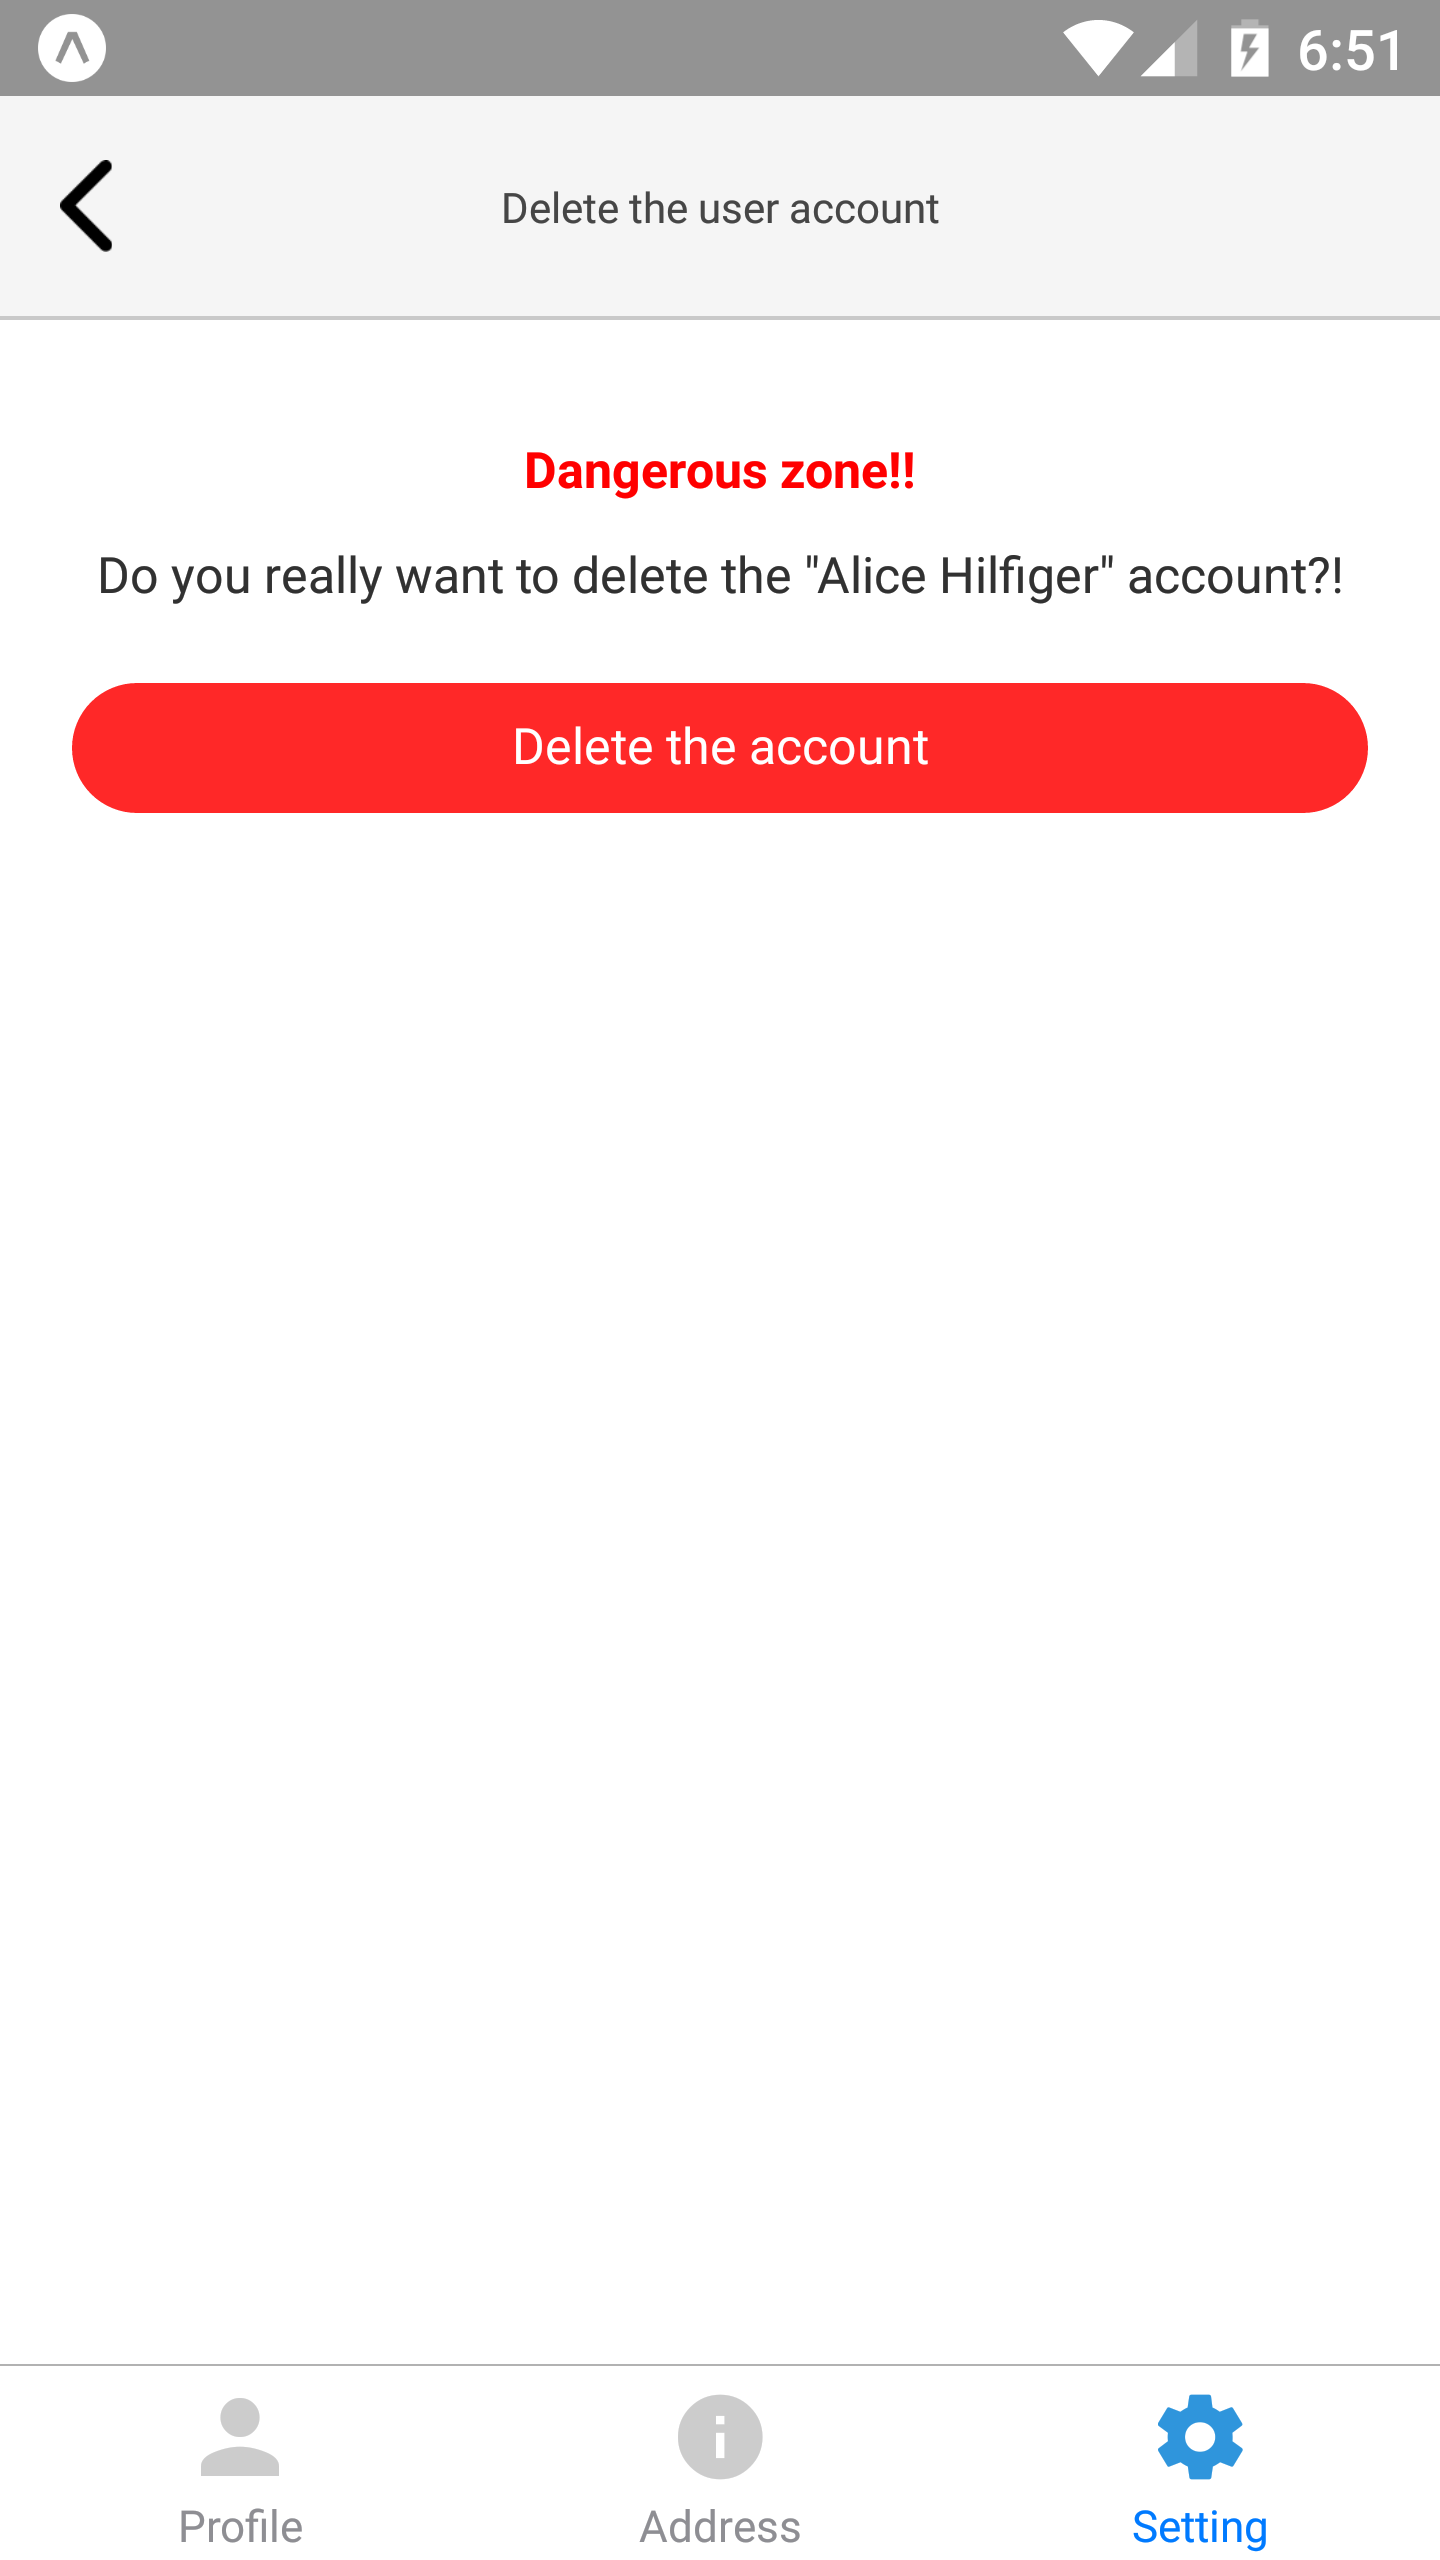 6:51
Delete the user account
Dangerous zone!!
Do you really want to delete the "Alice Hilfiger" account?!
Delete the account
Profile
Address
Setting